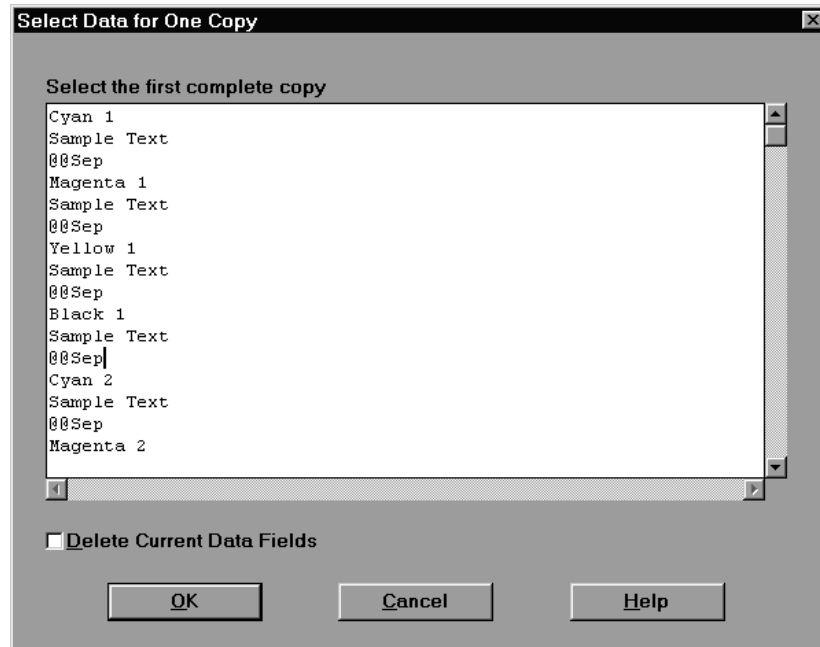 Select Data for One Copy
Select the first complete copy
Cyan 1
Sample Text
@@Sep
Magenta 1
Sample Text
@@Sep
Yellow 1
Sample Text
@@Sep
Black 1
Sample Text
@@Sep
Cyan 2
Sample Text
@@Sep
Magenta 2
Delete Current Data Fields
OK Cancel Help